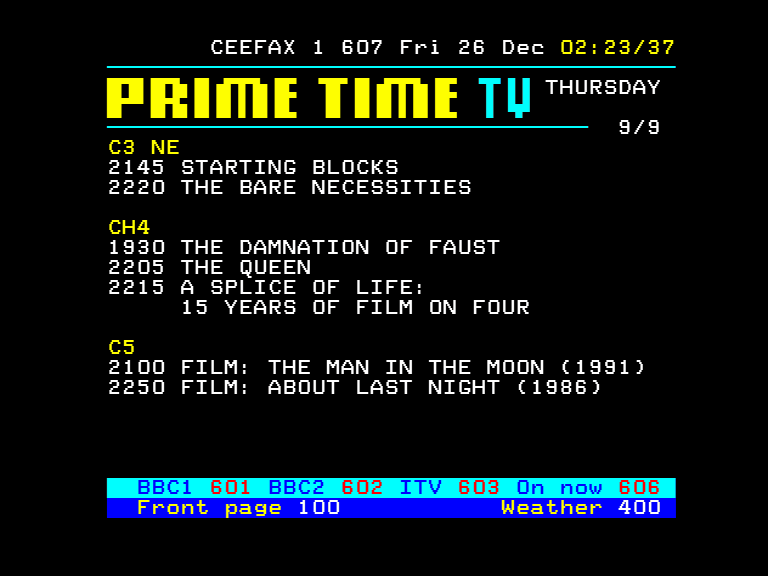 CEEFAX 1 607 Fri 26 Dec 02:23/37
PRIME TIME TV THURSDAY
9/9
C3 NE
2145 STARTING BLOCKS
2220 THE BARE NECESSITIES
CH4
1930 THE DAMNATION OF FAUST
2205 THE QUEEN
2215 A SPLICE OF LIFE:
15 YEARS OF FILM ON FOUR
C5
2100 FILM: THE MAN IN THE MOON (1991)
2250 FILM: ABOUT LAST NIGHT (1986)
BBC1 601 BBC2 602 ITV 603 On now 606
Front page 100 Weather 400